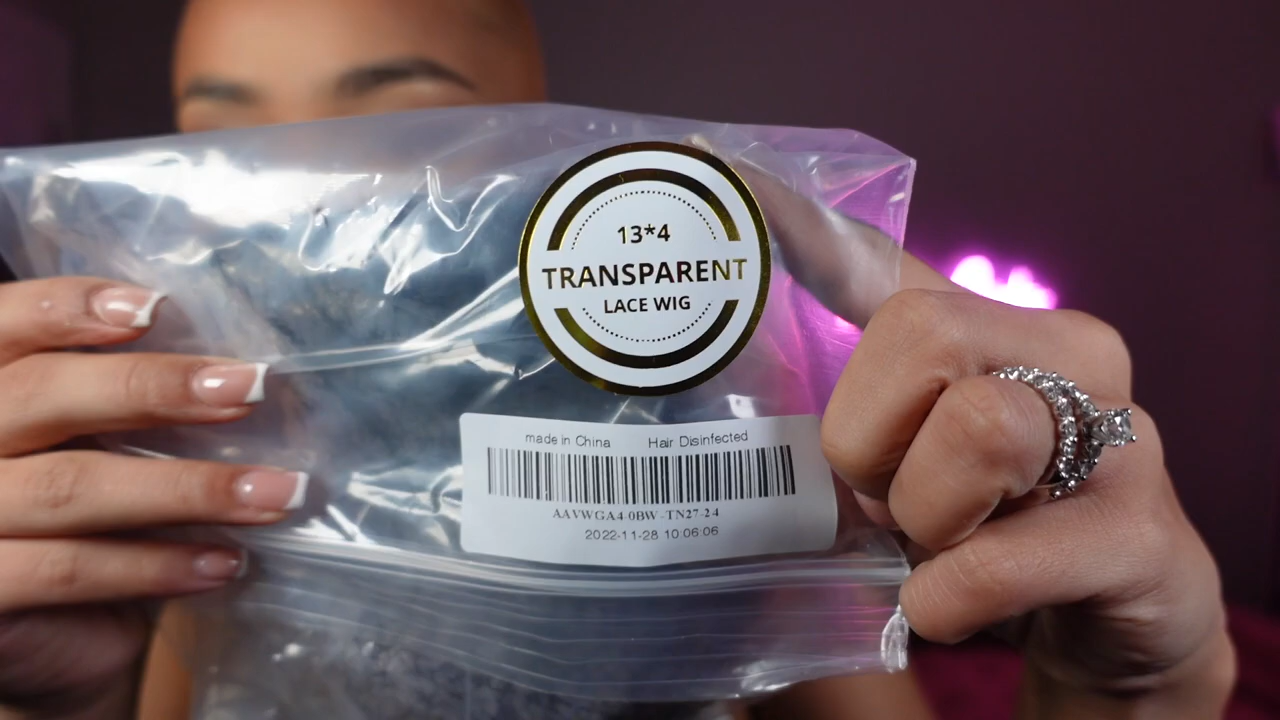 13*4
TRANSPARENT
LACE WIG
made in China Hair Disinfected
AAVWGA4-0BW-TN27-24
2022-11-28 10:06:06